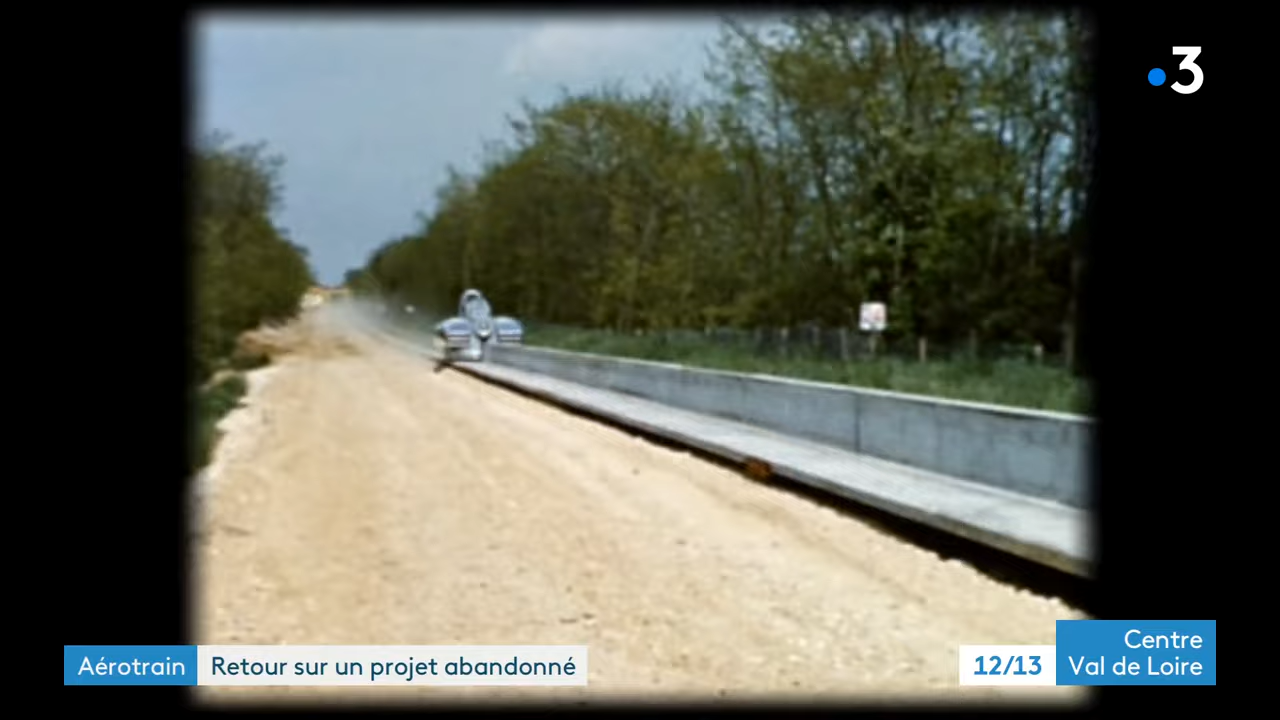 3
Aérotrain
Retour sur un projet abandonné
12/13
Centre
Val de Loire